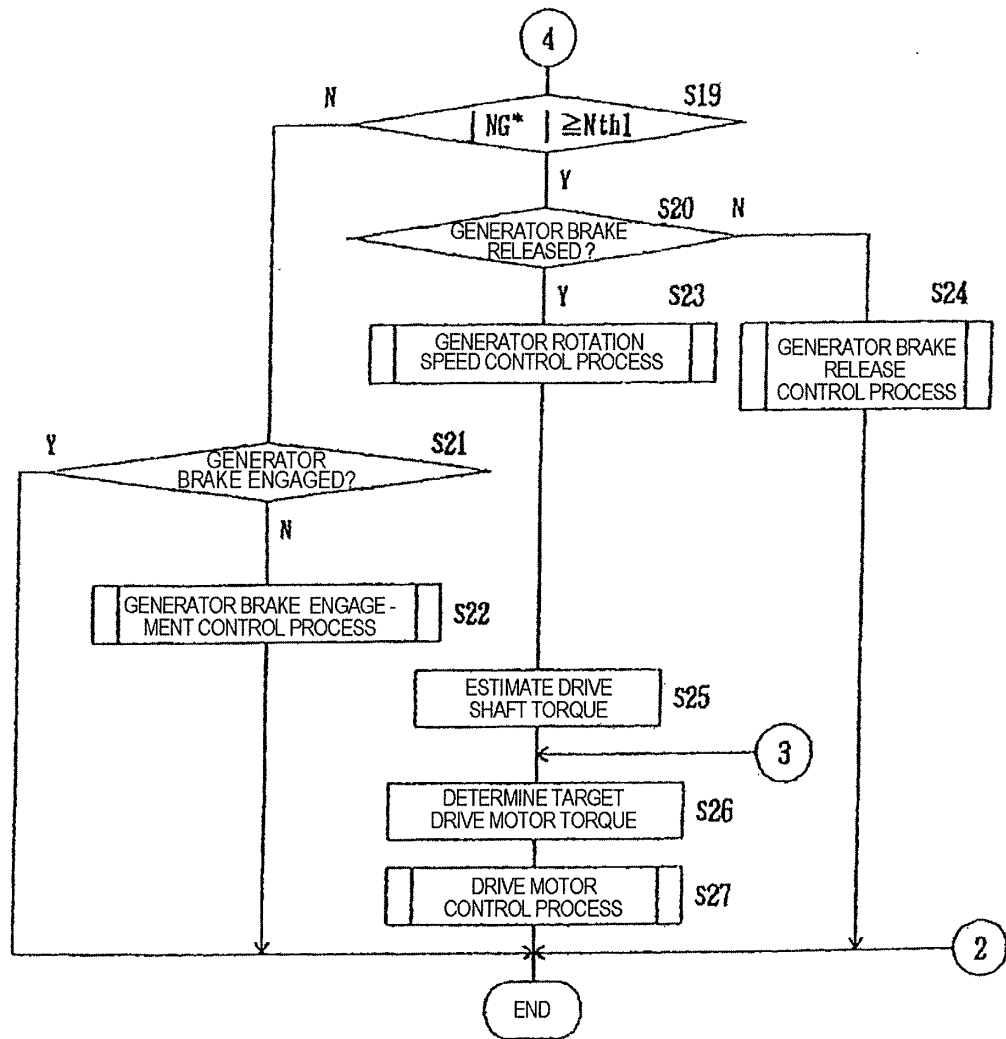 4
N
S19
| NG* | ≧Nth1
Y
S20
N
GENERATOR BRAKE
RELEASED?
Y
S23
S24
GENERATOR ROTATION
SPEED CONTROL PROCESS
GENERATOR BRAKE
RELEASE
CONTROL PROCESS
Y
S21
GENERATOR
BRAKE ENGAGED?
N
GENERATOR BRAKE ENGAGE-
MENT CONTROL PROCESS
S22
ESTIMATE DRIVE
SHAFT TORQUE
S25
3
DETERMINE TARGET
DRIVE MOTOR TORQUE
S26
DRIVE MOTOR
CONTROL PROCESS
S27
2
END